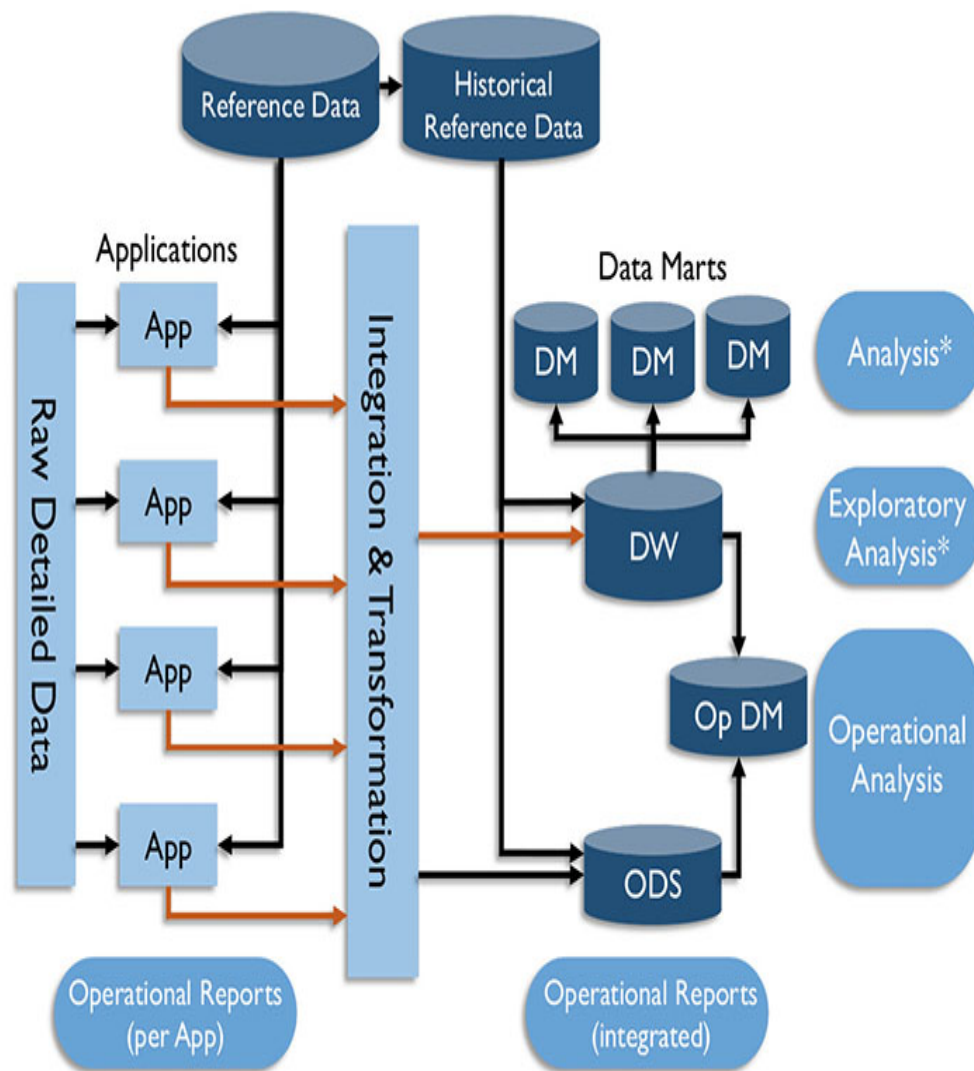 Reference Data
Historical
Reference Data
Applications
Data Marts
Raw Detailed Data
App
App
App
App
Integration & Transformation
DM
DM
DM
DW
Op DM
ODS
Analysis*
Exploratory
Analysis*
Operational
Analysis
Operational Reports
(per App)
Operational Reports
(integrated)